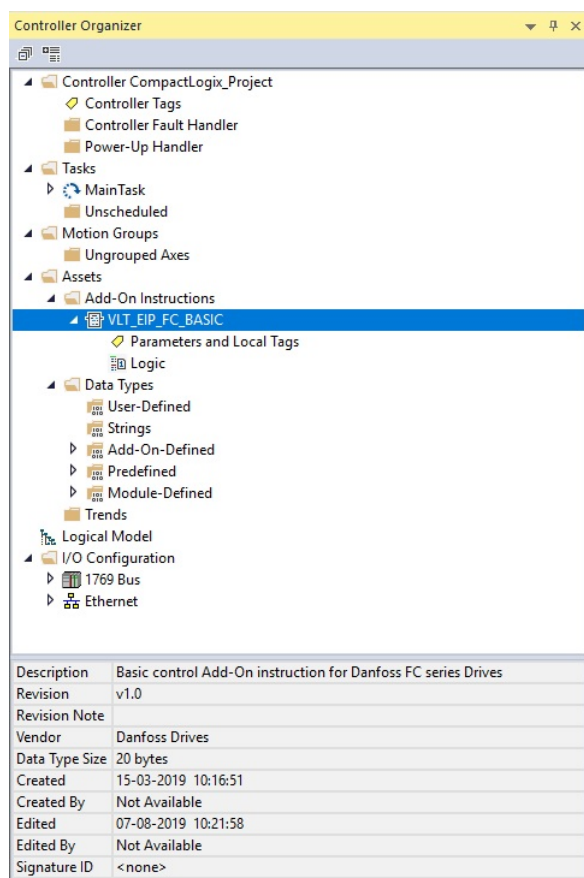 Controller Organizer
Controller CompactLogix_Project
Controller Tags
Controller Fault Handler
Power-Up Handler
Tasks
MainTask
Unscheduled
Motion Groups
Ungrouped Axes
Assets
Add-On Instructions
VLT_EIP_FC_BASIC
Parameters and Local Tags
Logic
Data Types
User-Defined
Strings
Add-On-Defined
Predefined
Module-Defined
Trends
Logical Model
I/O Configuration
1769 Bus
Ethernet
Description Basic control Add-On instruction for Danfoss FC series Drives
Revision v1.0
Revision Note
Vendor Danfoss Drives
Data Type Size 20 bytes
Created 15-03-2019 10:16:51
Created By Not Available
Edited 07-08-2019 10:21:58
Edited By Not Available
Signature ID <none>